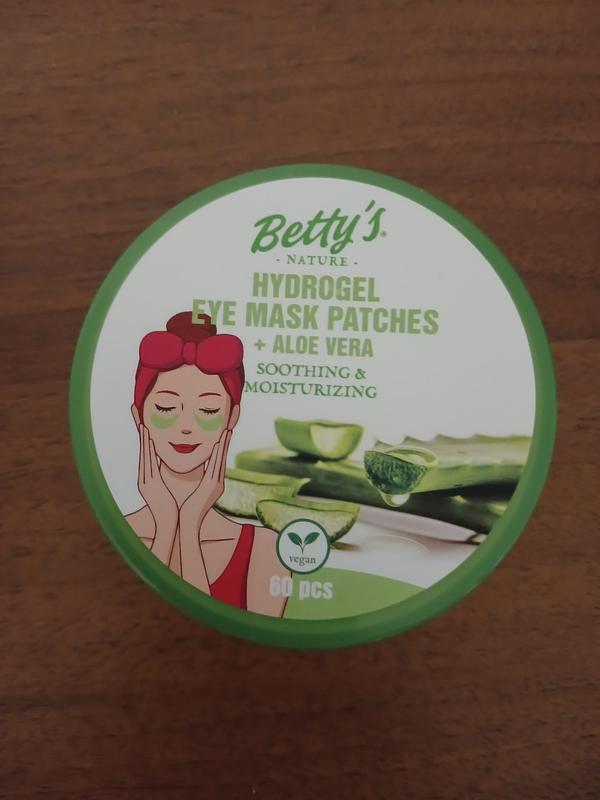 Betty's®
- NATURE -
HYDROGEL
EYE MASK PATCHES
+ ALOE VERA
SOOTHING &
MOISTURIZING
vegan
60 pcs